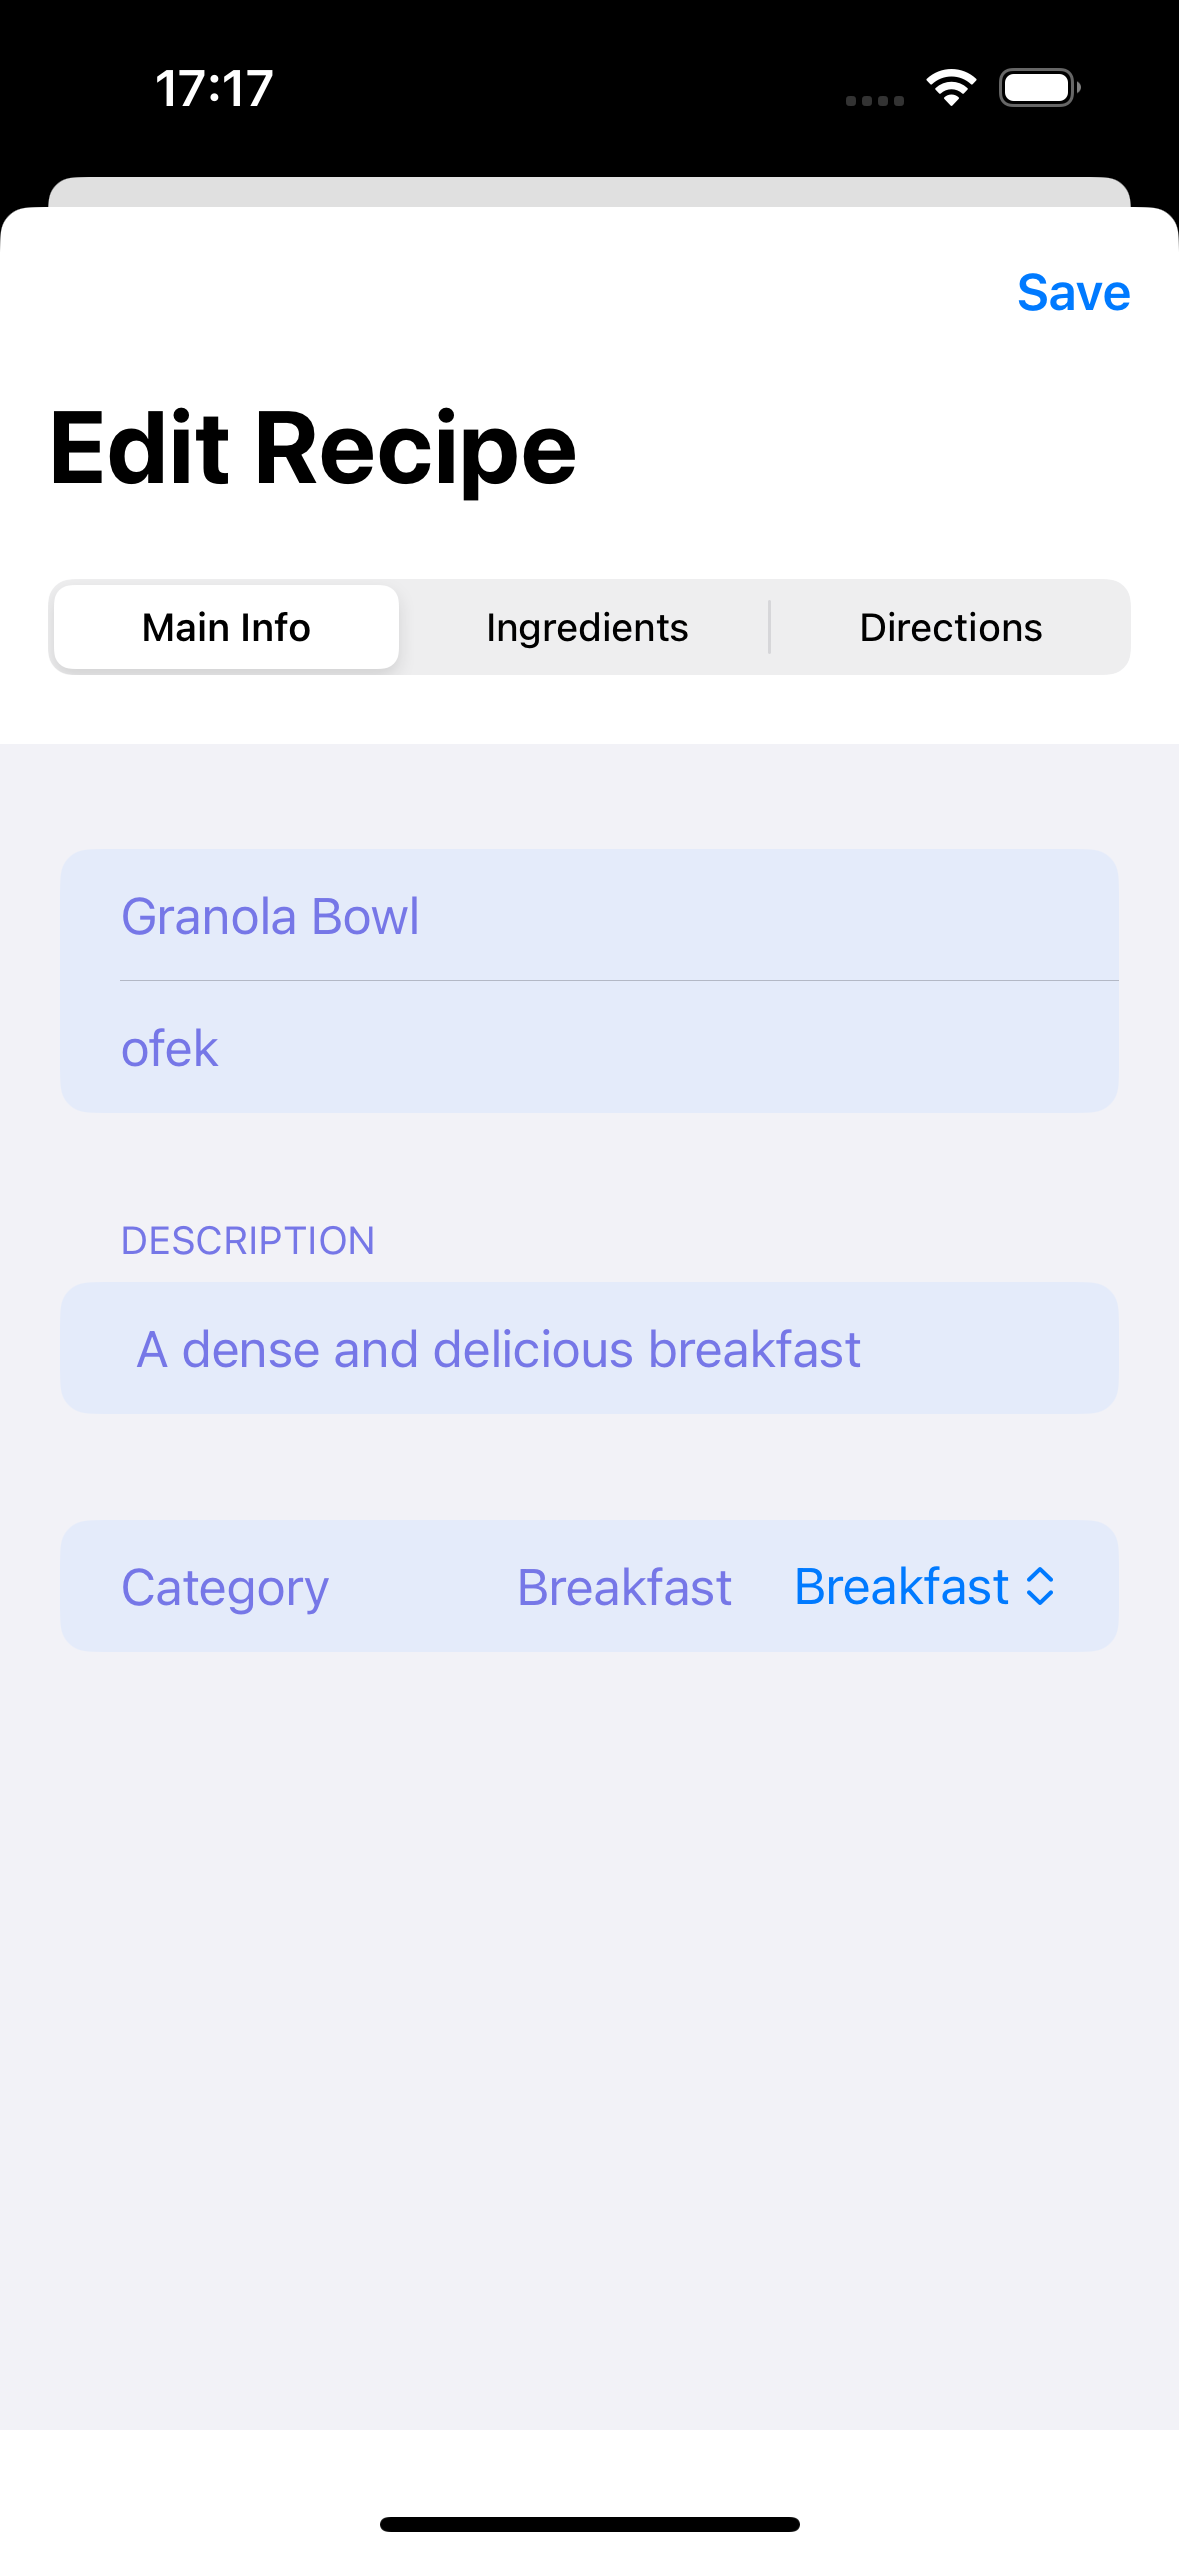 17:17
Save
Edit Recipe
Main Info Ingredients Directions
Granola Bowl
ofek
DESCRIPTION
A dense and delicious breakfast
Category Breakfast Breakfast